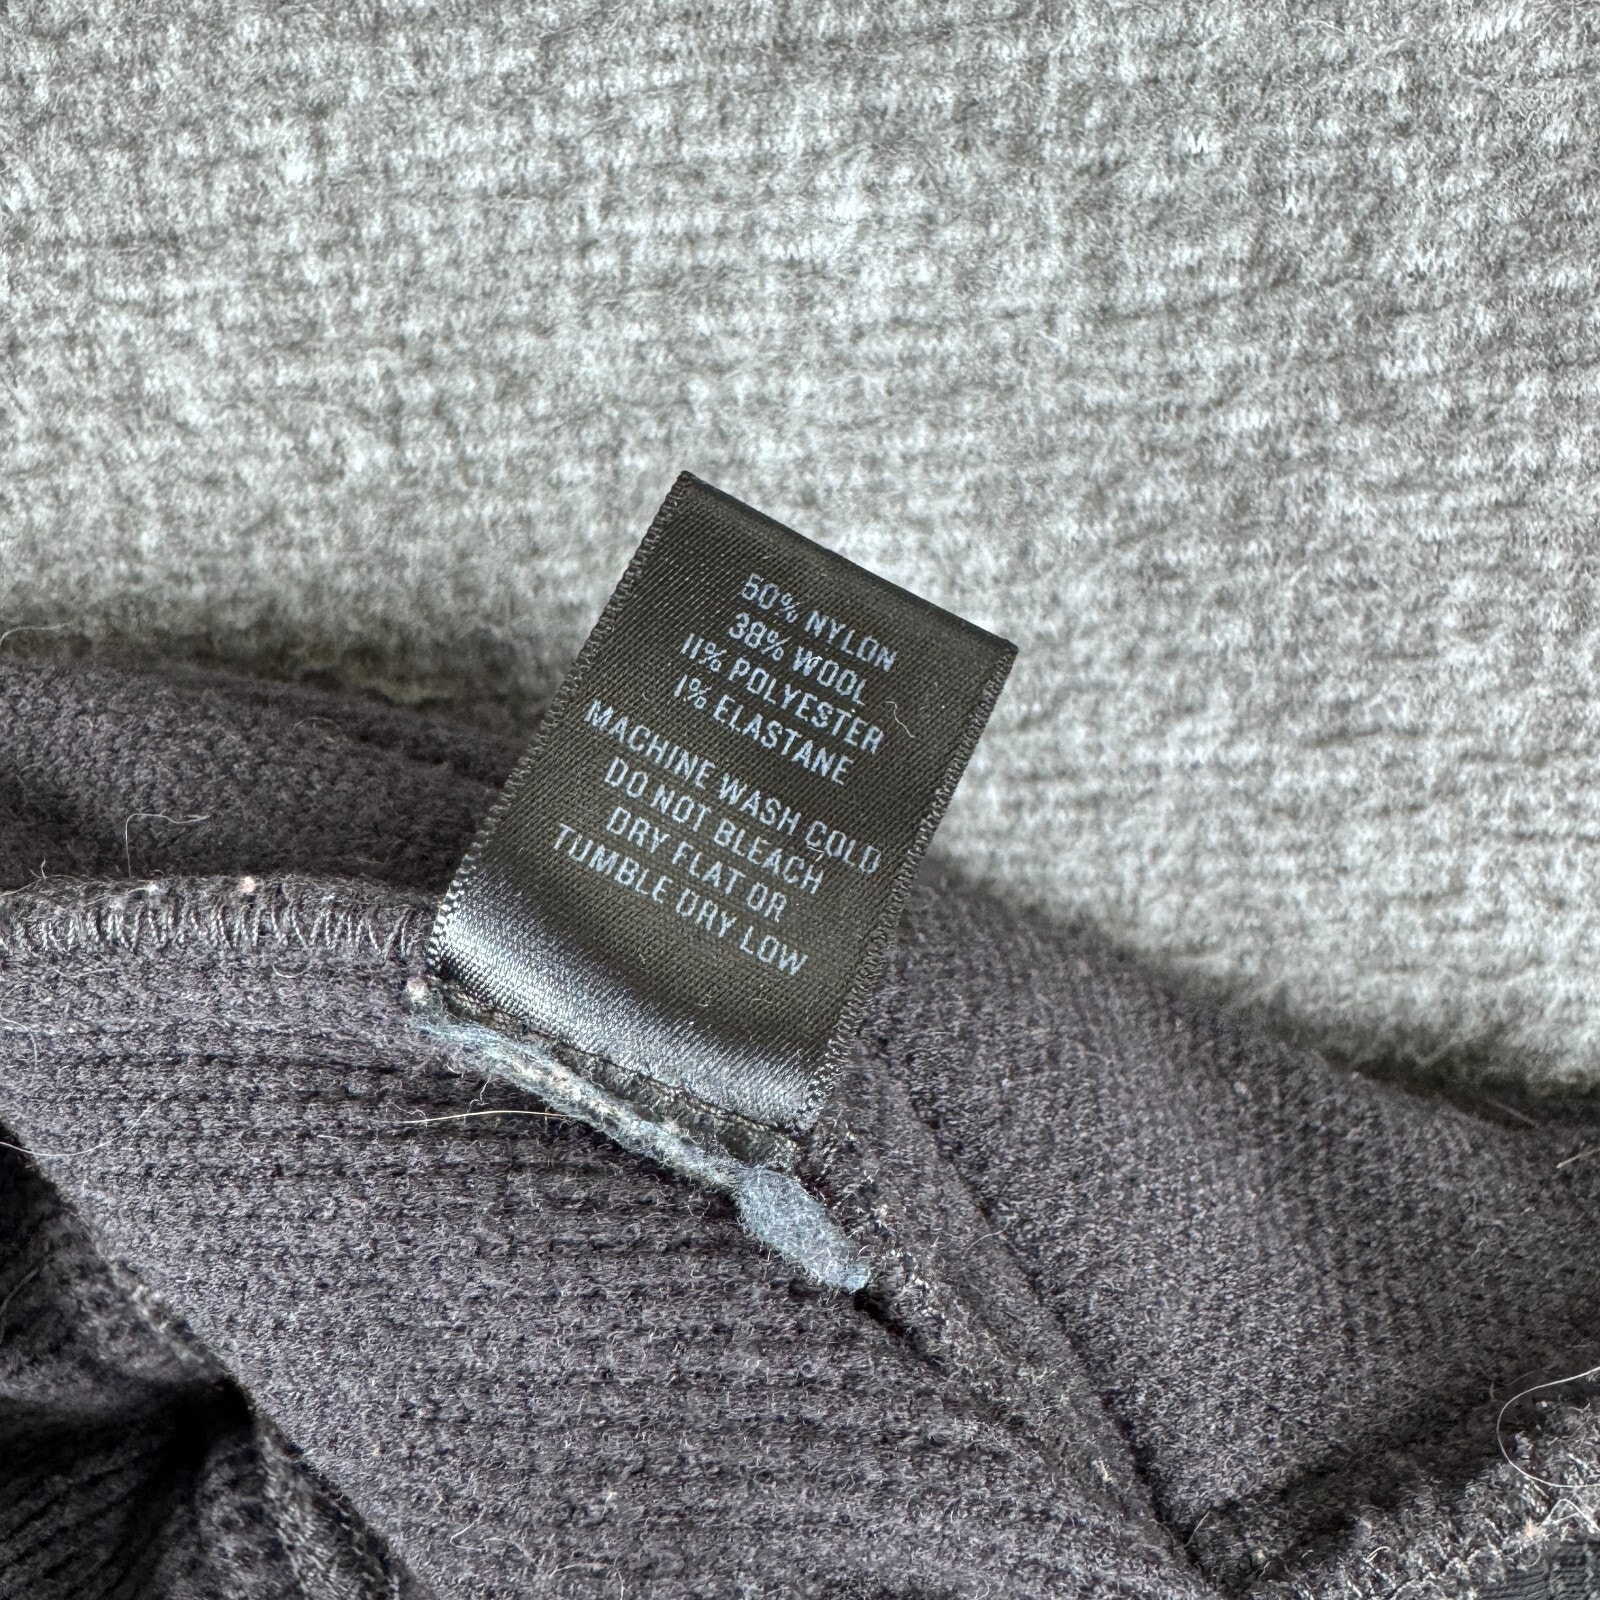 50% NYLON
38% WOOL
11% POLYESTER
1% ELASTANE
MACHINE WASH COLD
DO NOT BLEACH
DRY FLAT OR
TUMBLE DRY LOW